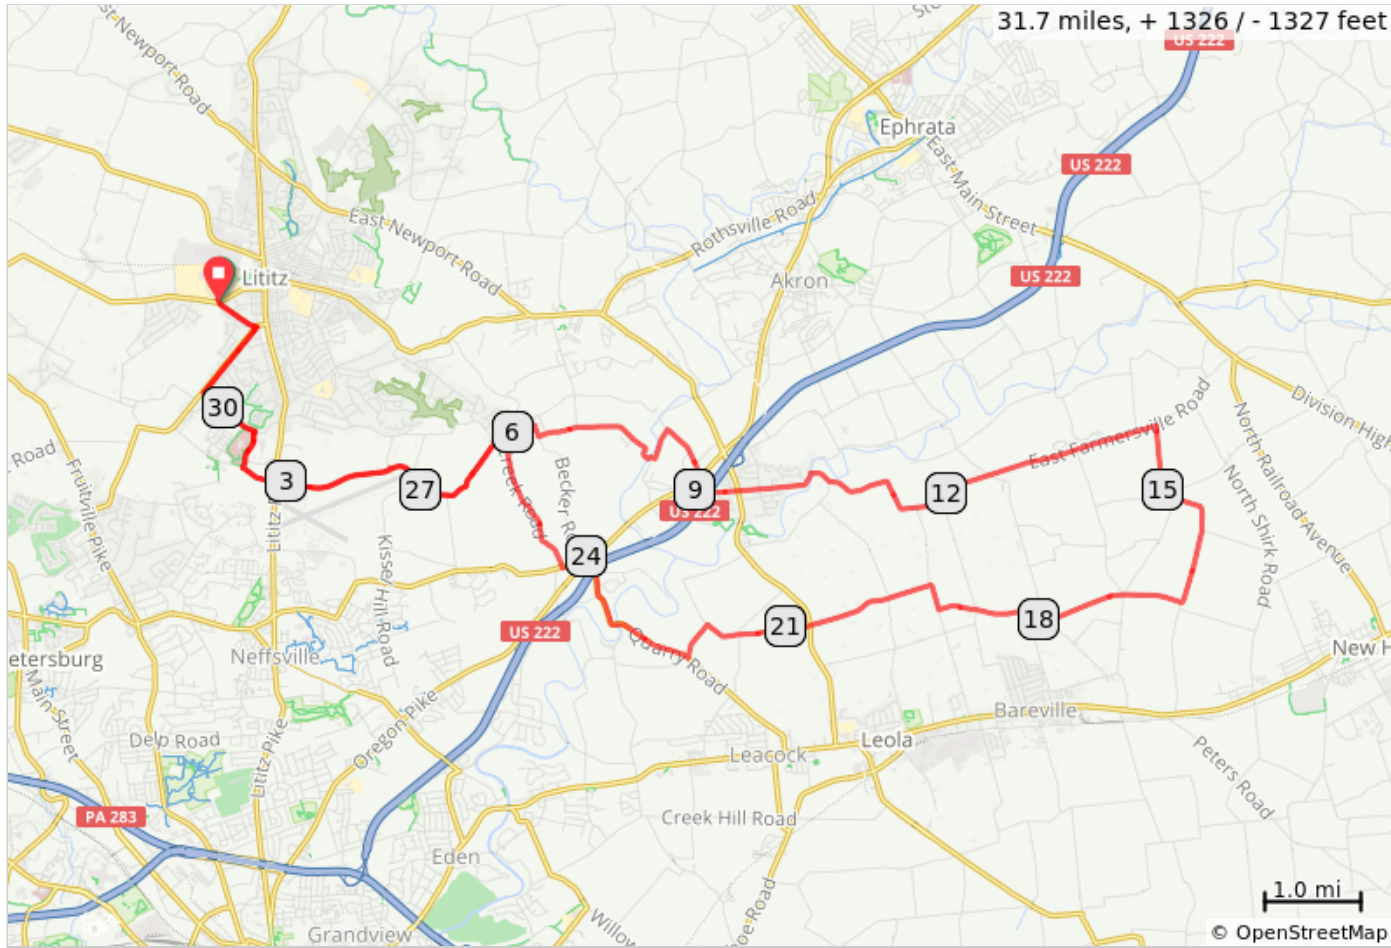 31.7 miles, + 1326 / - 1327 feet
US 222
East Newport Road
Ephrata
US 222
East Main Street
Rothsville Road
East Newport Road
Lititz
Akron
US 222
30
6
East Farmersville Road
Division High
Road
Fruitville Pike
3
27
Creek Road
Becker Ro
9
US 222
12
15
North Railroad Avenue
North Shirk Road
Lititz
Kissel Hill Road
24
US 222
21
18
etersburg
Neffsville
Quarry Road
New H
Main Street
Delp Road
Lititz Pike
Oregon Pike
Bareville
Leacock
Leola
Peters Road
PA 283
Creek Hill Road
Eden
1.0 mi
Grandview
Willow
© OpenStreetMap